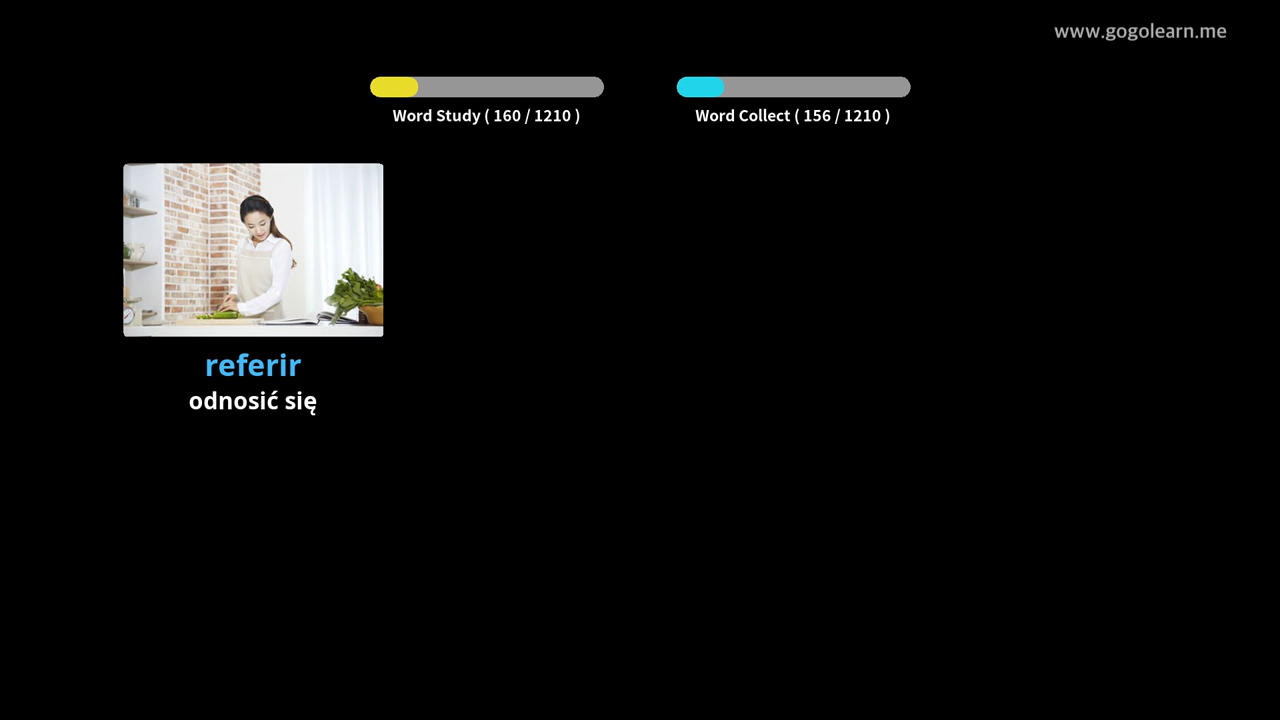 www.gogolearn.me
Word Study ( 160 / 1210 )
Word Collect ( 156 / 1210 )
referir
odnosić się